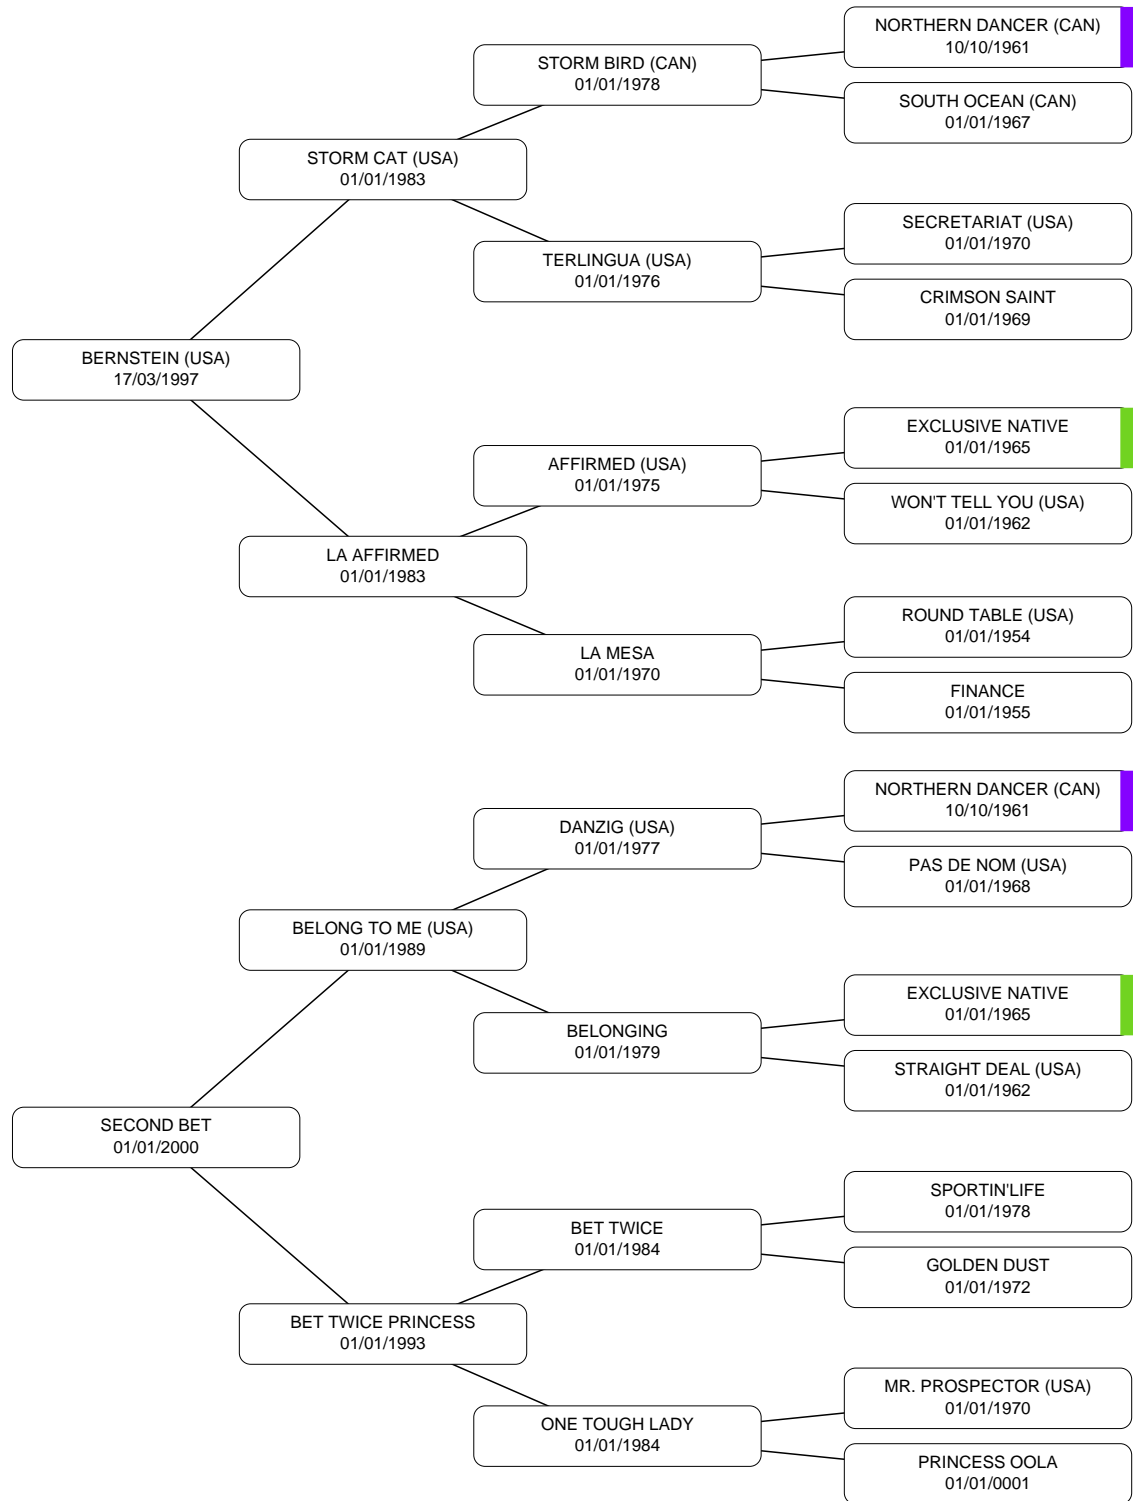 NORTHERN DANCER (CAN)
10/10/1961
STORM BIRD (CAN)
01/01/1978
SOUTH OCEAN (CAN)
01/01/1967
STORM CAT (USA)
01/01/1983
SECRETARIAT (USA)
01/01/1970
TERLINGUA (USA)
01/01/1976
CRIMSON SAINT
01/01/1969
BERNSTEIN (USA)
17/03/1997
EXCLUSIVE NATIVE
01/01/1965
AFFIRMED (USA)
01/01/1975
WON'T TELL YOU (USA)
01/01/1962
LA AFFIRMED
01/01/1983
ROUND TABLE (USA)
01/01/1954
LA MESA
01/01/1970
FINANCE
01/01/1955
NORTHERN DANCER (CAN)
10/10/1961
DANZIG (USA)
01/01/1977
PAS DE NOM (USA)
01/01/1968
BELONG TO ME (USA)
01/01/1989
EXCLUSIVE NATIVE
01/01/1965
BELONGING
01/01/1979
STRAIGHT DEAL (USA)
01/01/1962
SECOND BET
01/01/2000
SPORTIN'LIFE
01/01/1978
BET TWICE
01/01/1984
GOLDEN DUST
01/01/1972
BET TWICE PRINCESS
01/01/1993
MR. PROSPECTOR (USA)
01/01/1970
ONE TOUGH LADY
01/01/1984
PRINCESS OOLA
01/01/0001